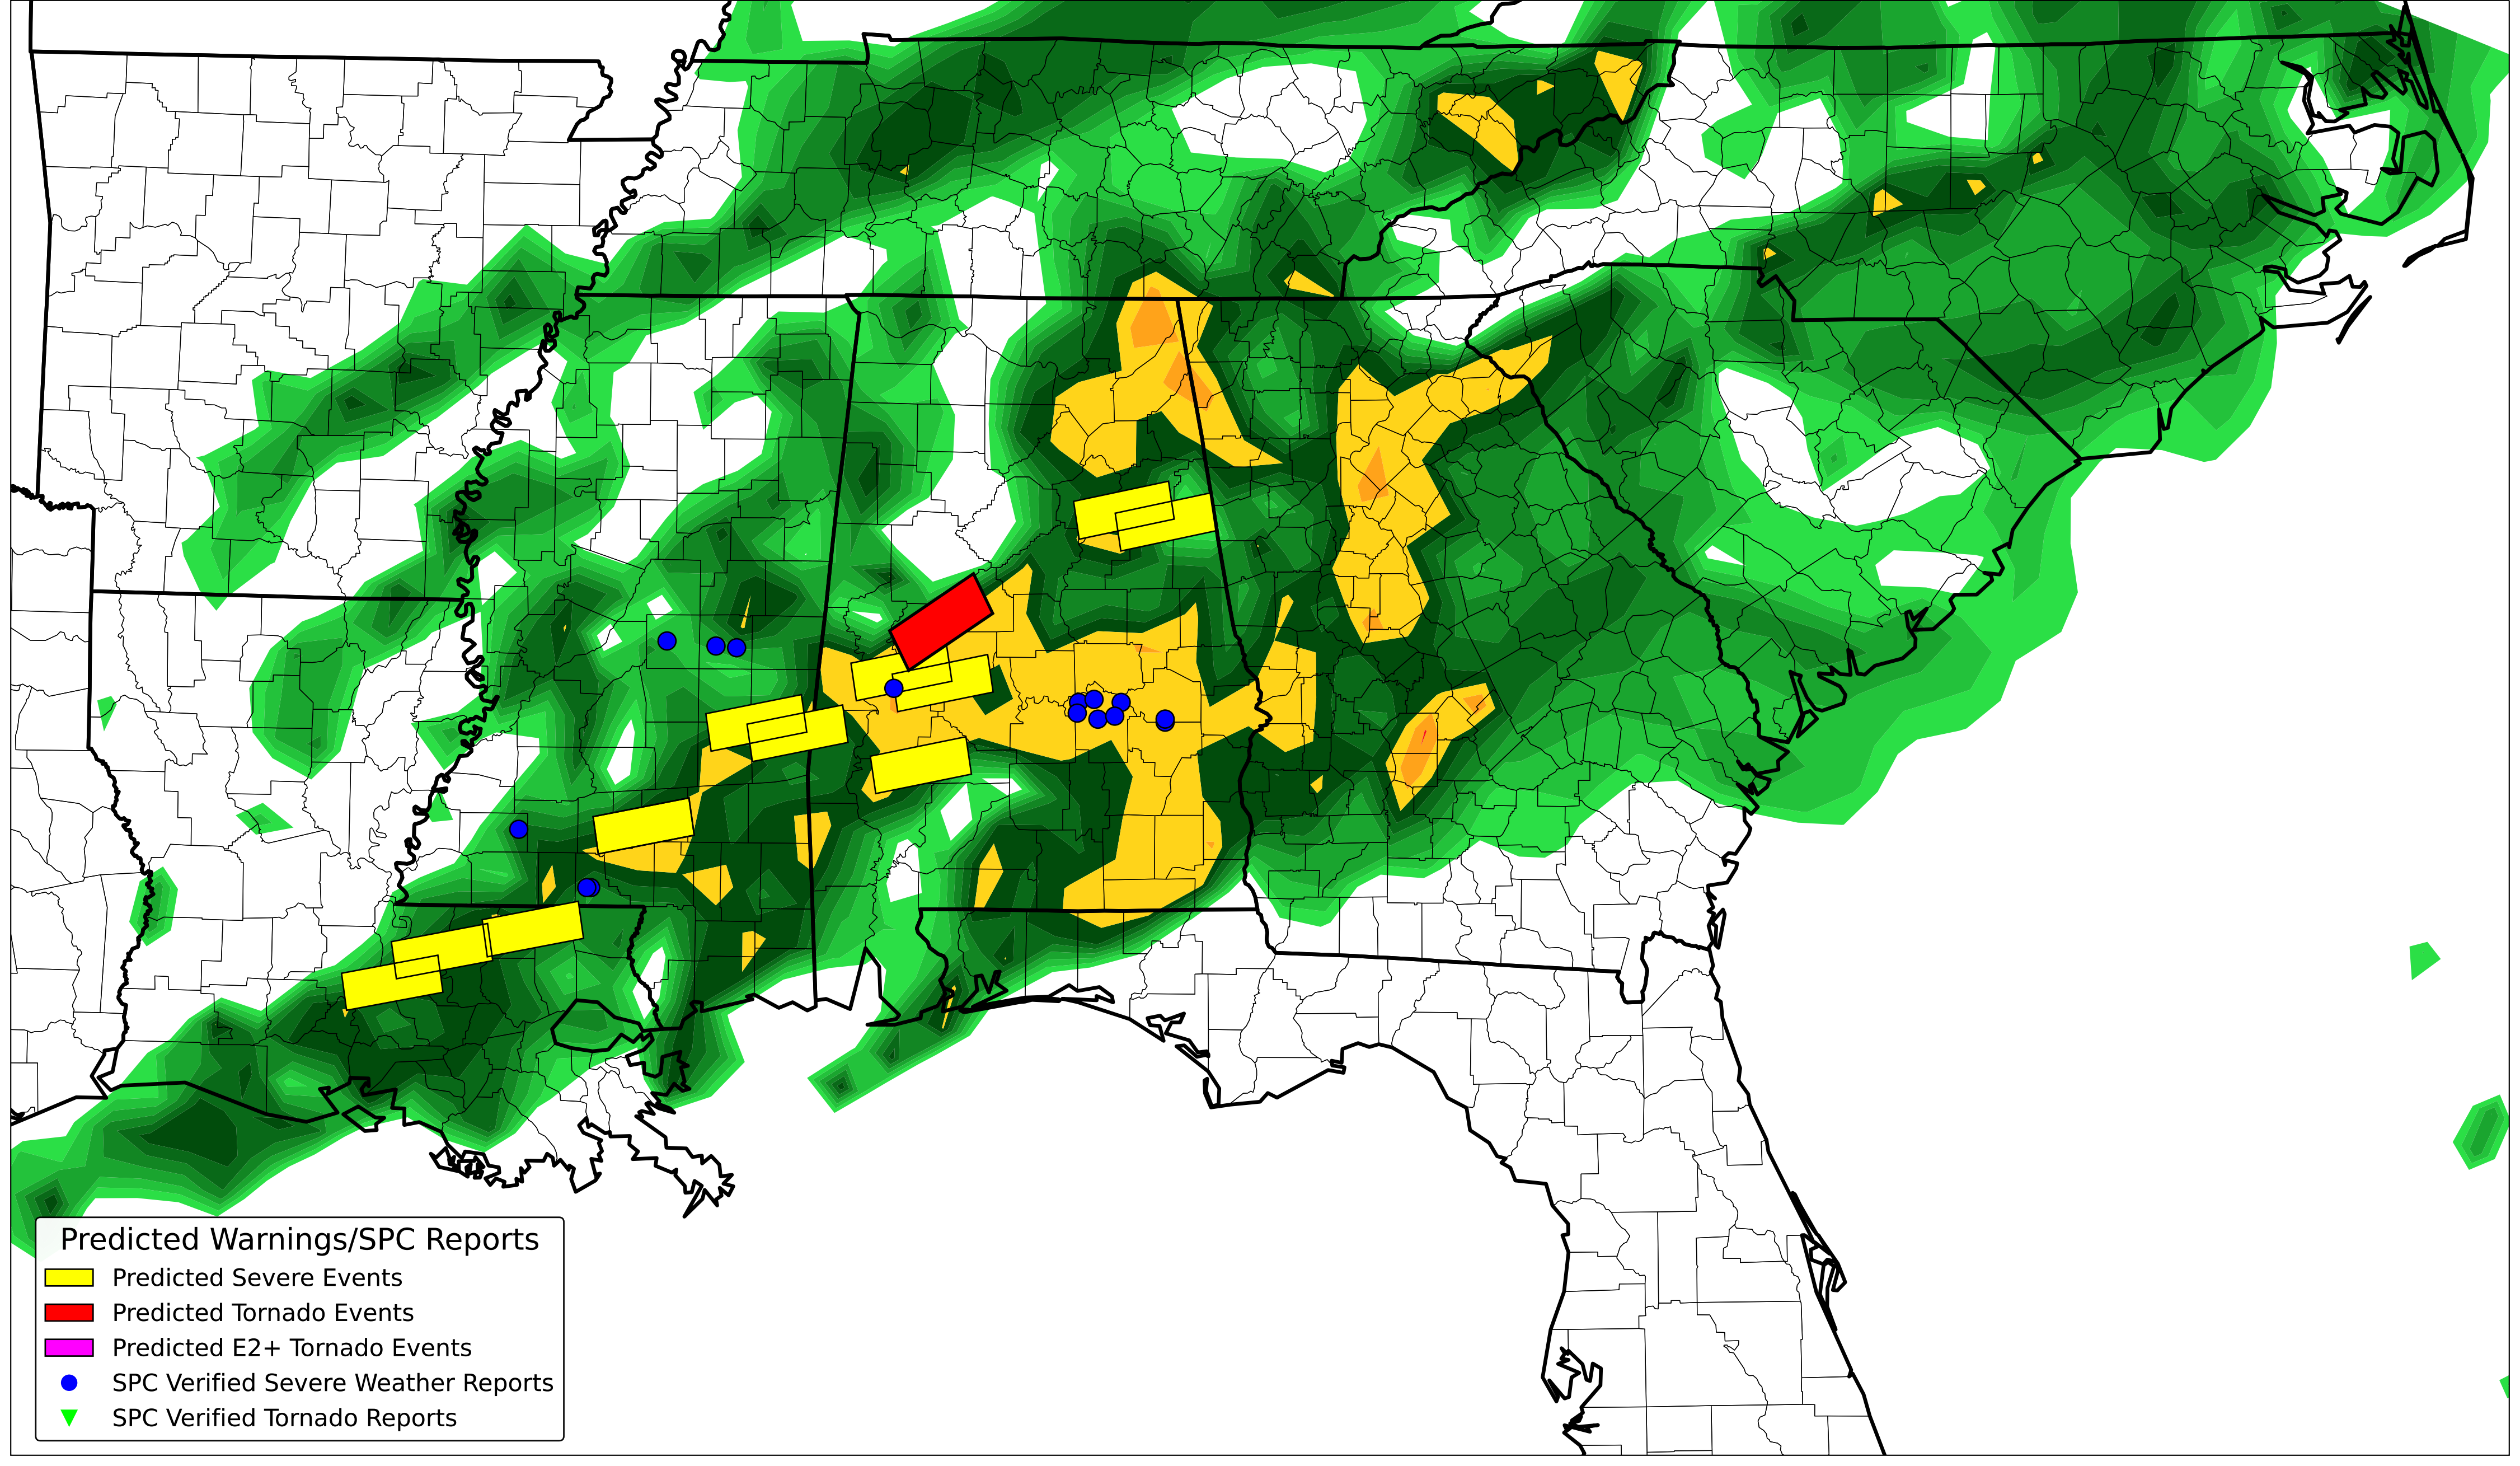 Predicted Warnings/SPC Reports
Predicted Severe Events
Predicted Tornado Events
Predicted E2+ Tornado Events
SPC Verified Severe Weather Reports
SPC Verified Tornado Reports